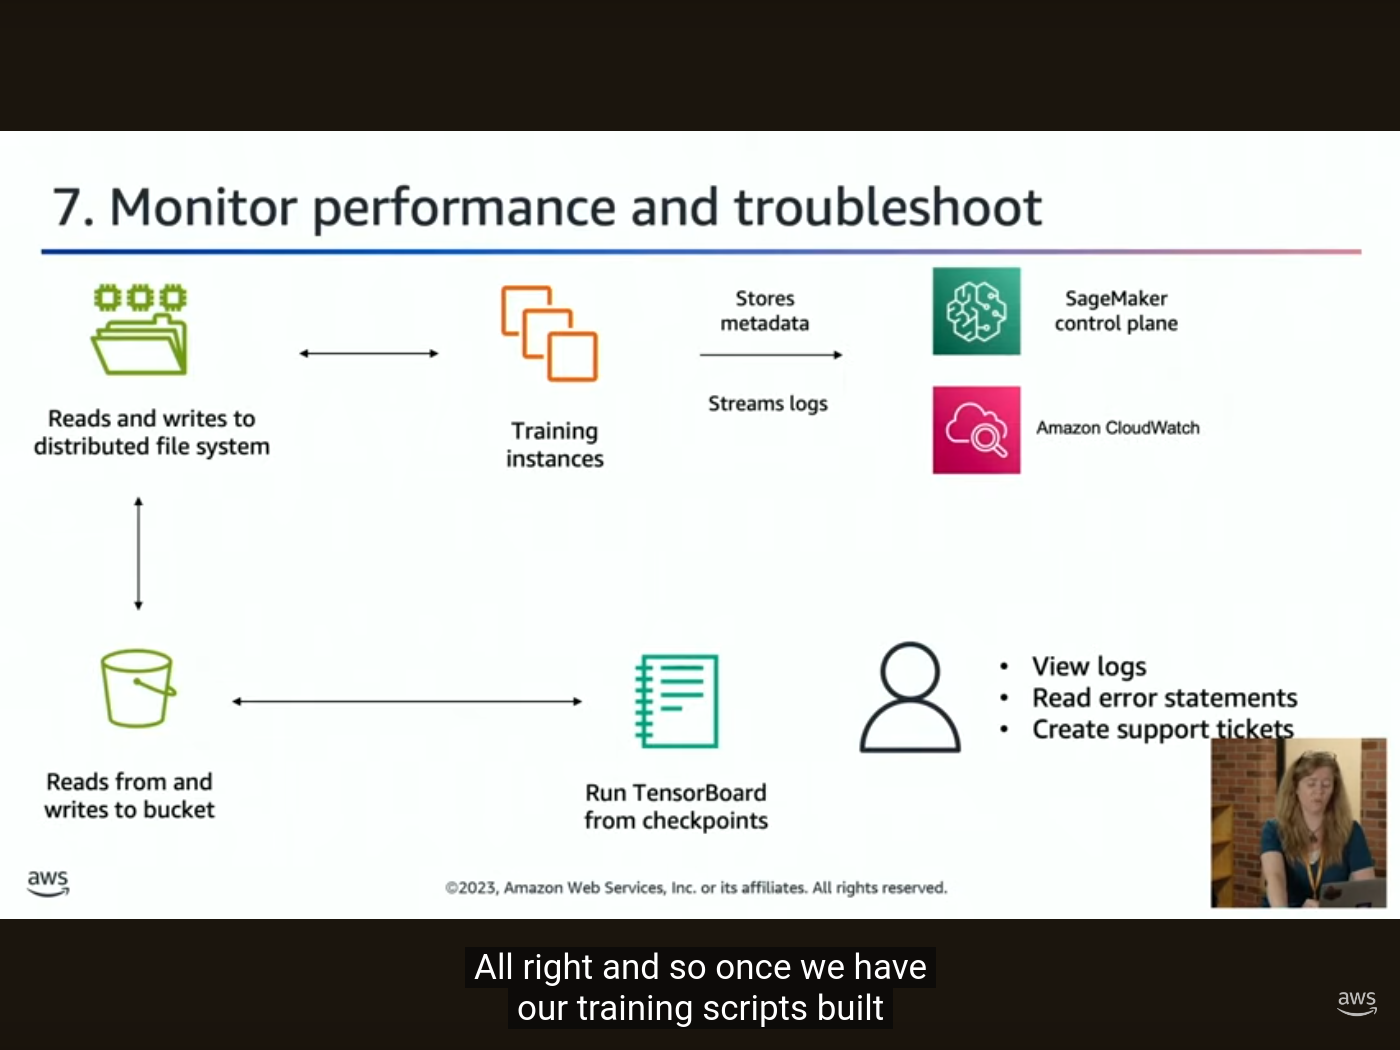 7. Monitor performance and troubleshoot
Reads and writes to
distributed file system
Training
instances
Stores
metadata
Streams logs
SageMaker
control plane
Amazon CloudWatch
Reads from and
writes to bucket
Run TensorBoard
from checkpoints
• View logs
• Read error statements
• Create support tickets
aws
©2023, Amazon Web Services, Inc. or its affiliates. All rights reserved.
All right and so once we have
our training scripts built
aws